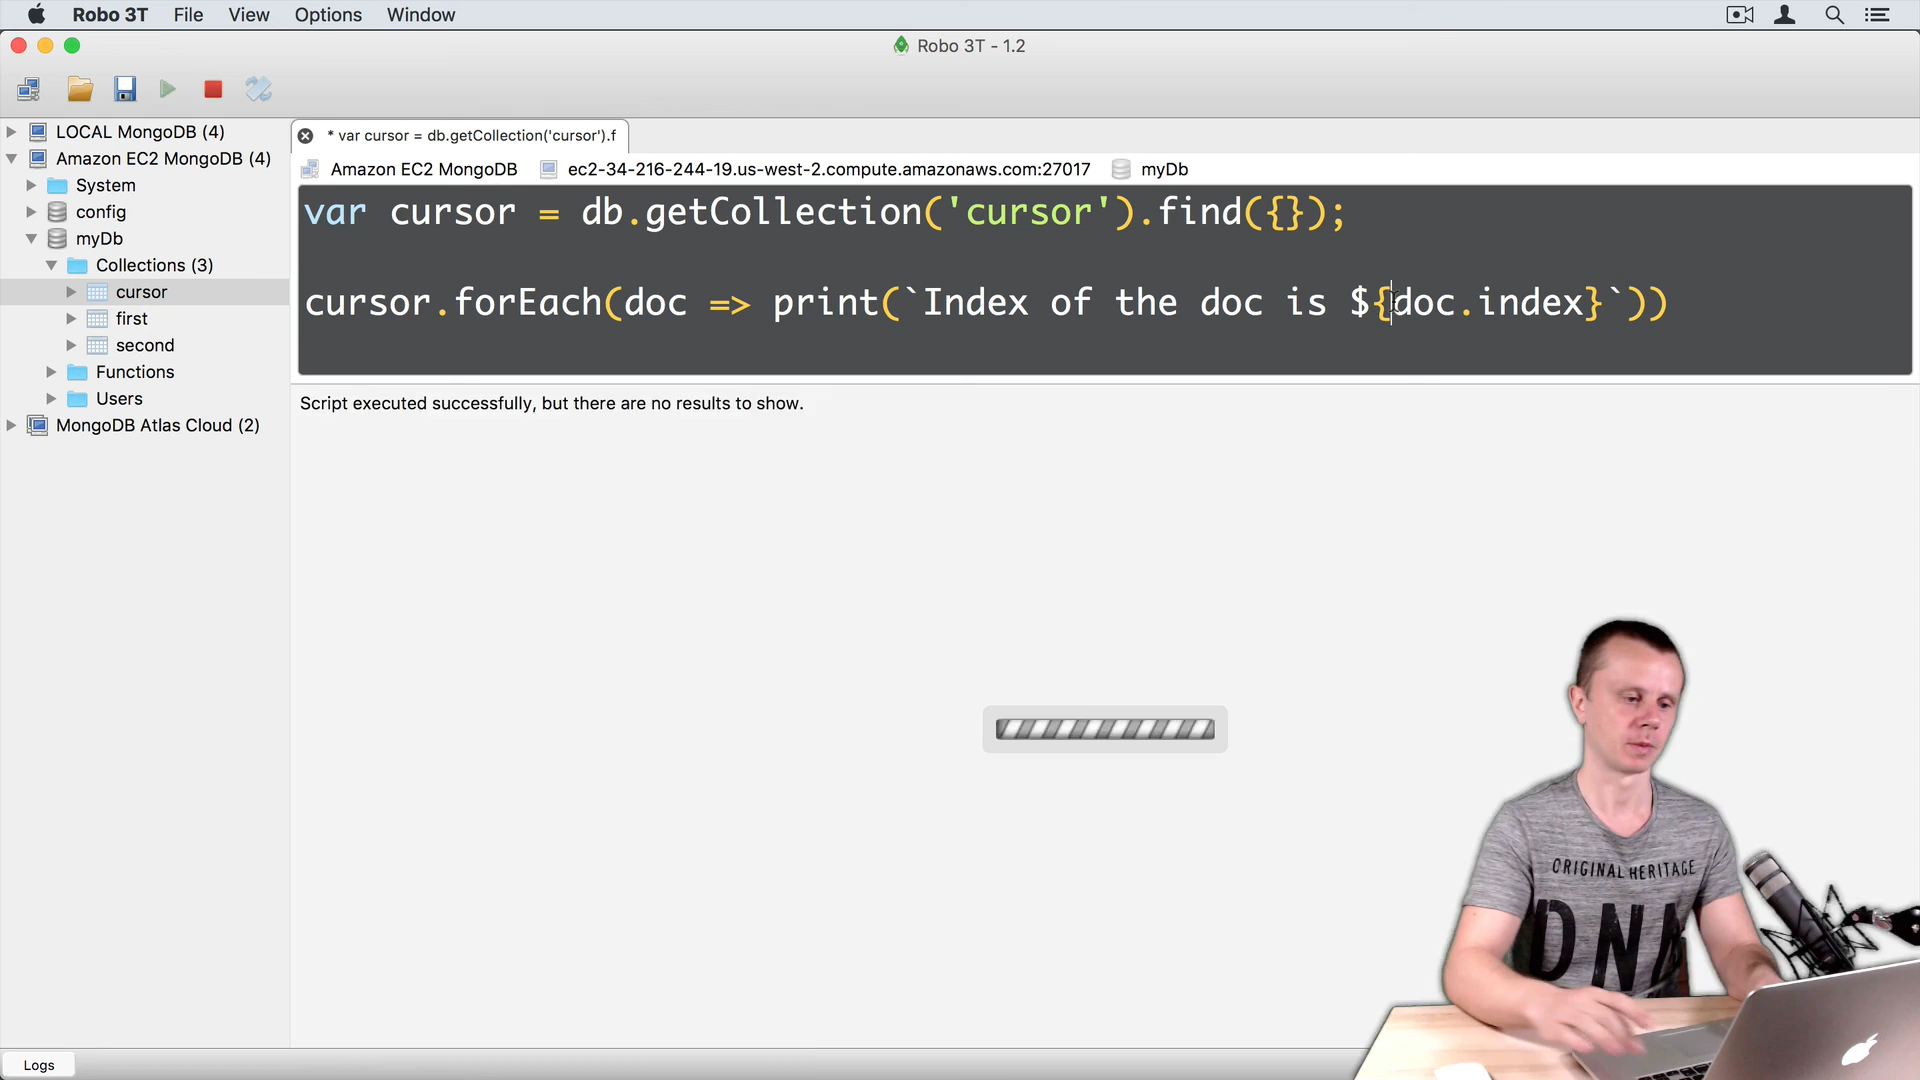 Robo 3T File View Options Window
Robo 3T - 1.2
* var cursor = db.getCollection('cursor').f
Amazon EC2 MongoDB ec2-34-216-244-19.us-west-2.compute.amazonaws.com:27017 myDb
LOCAL MongoDB (4)
Amazon EC2 MongoDB (4)
System
config
myDb
Collections (3)
cursor
first
second
Functions
Users
MongoDB Atlas Cloud (2)
var cursor = db.getCollection('cursor').find({});
cursor.forEach(doc => print(`Index of the doc is ${doc.index}`))
Script executed successfully, but there are no results to show.
ORIGINAL HERITAGE
DNA
Logs